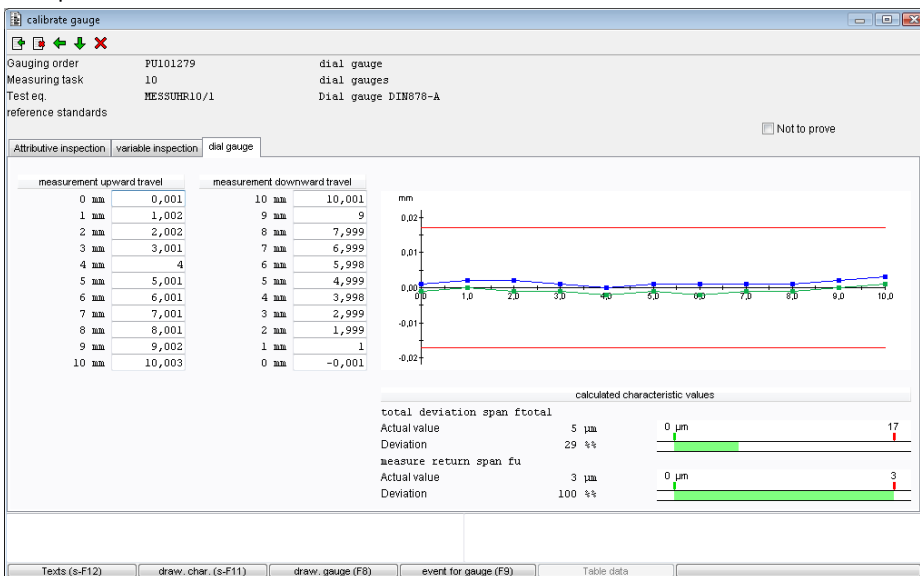 calibrate gauge
Gauging order PU101279 dial gauge
Measuring task 10 dial gauges
Test eq. MESSUHR10/1 Dial gauge DIN878-A
reference standards
Not to prove
Attributive inspection variable inspection dial gauge
measurement upward travel measurement downward travel
0 mm 0,001 10 mm 10,001
1 mm 1,002 9 mm 9
2 mm 2,002 8 mm 7,999
3 mm 3,001 7 mm 6,999
4 mm 4 6 mm 5,998
5 mm 5,001 5 mm 4,999
6 mm 6,001 4 mm 3,998
7 mm 7,001 3 mm 2,999
8 mm 8,001 2 mm 1,999
9 mm 9,002 1 mm 1
10 mm 10,003 0 mm -0,001
mm
0,02
0,01
0,00
0,0 1,0 2,0 3,0 4,0 5,0 6,0 7,0 8,0 9,0 10,0
-0,01
-0,02
calculated characteristic values
total deviation span ftotal
Actual value 5 µm 0 µm 17
Deviation 29 %%
measure return span fu
Actual value 3 µm 0 µm 3
Deviation 100 %%
Texts (s-F12) draw. char. (s-F11) draw. gauge (F8) event for gauge (F9) Table data